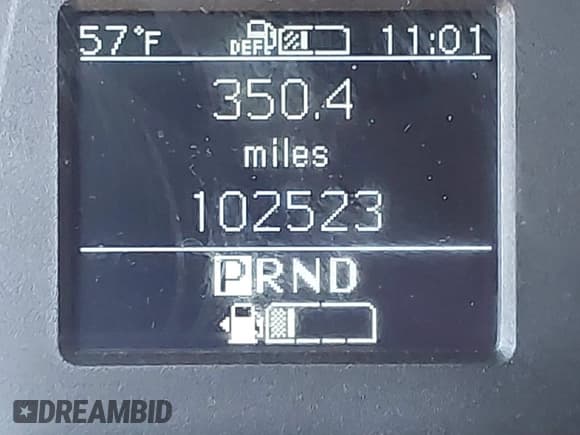 57°F DEF 11:01
350.4
miles
102523
PRND
DREAMBID